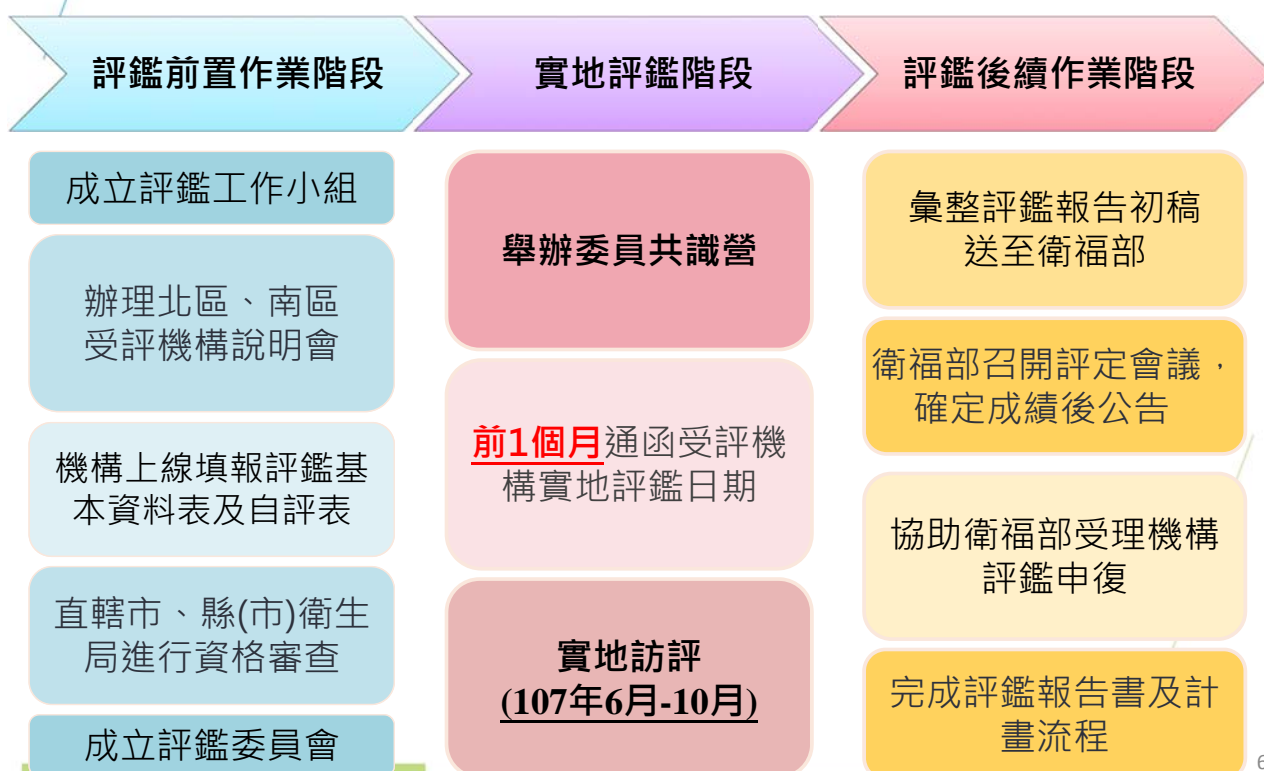 評鑑前置作業階段
實地評鑑階段
評鑑後續作業階段
成立評鑑工作小組
辦理北區、南區
受評機構說明會
機構上線填報評鑑基
本資料表及自評表
直轄市、縣(市)衛生
局進行資格審查
成立評鑑委員會
舉辦委員共識營
前1個月通函受評機
構實地評鑑日期
實地訪評
(107年6月-10月)
彙整評鑑報告初稿
送至衛福部
衛福部召開評定會議，
確定成績後公告
協助衛福部受理機構
評鑑申復
完成評鑑報告書及計
畫流程
6